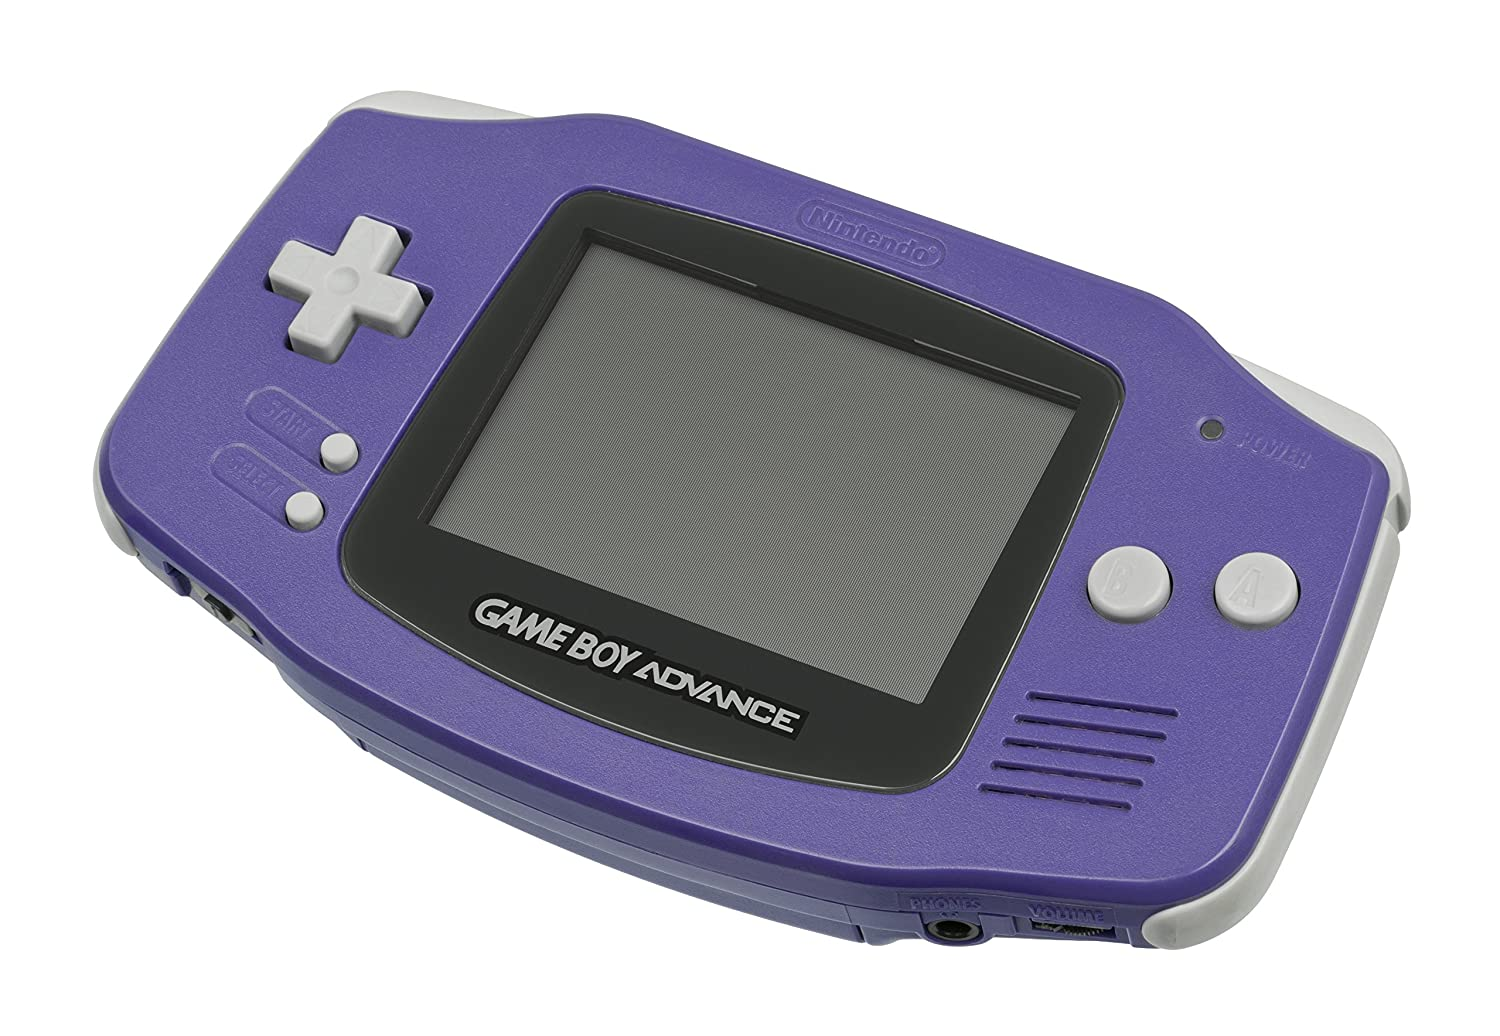 Nintendo®
START
SELECT
POWER
B
A
GAME BOY ADVANCE
PHONES
VOLUME